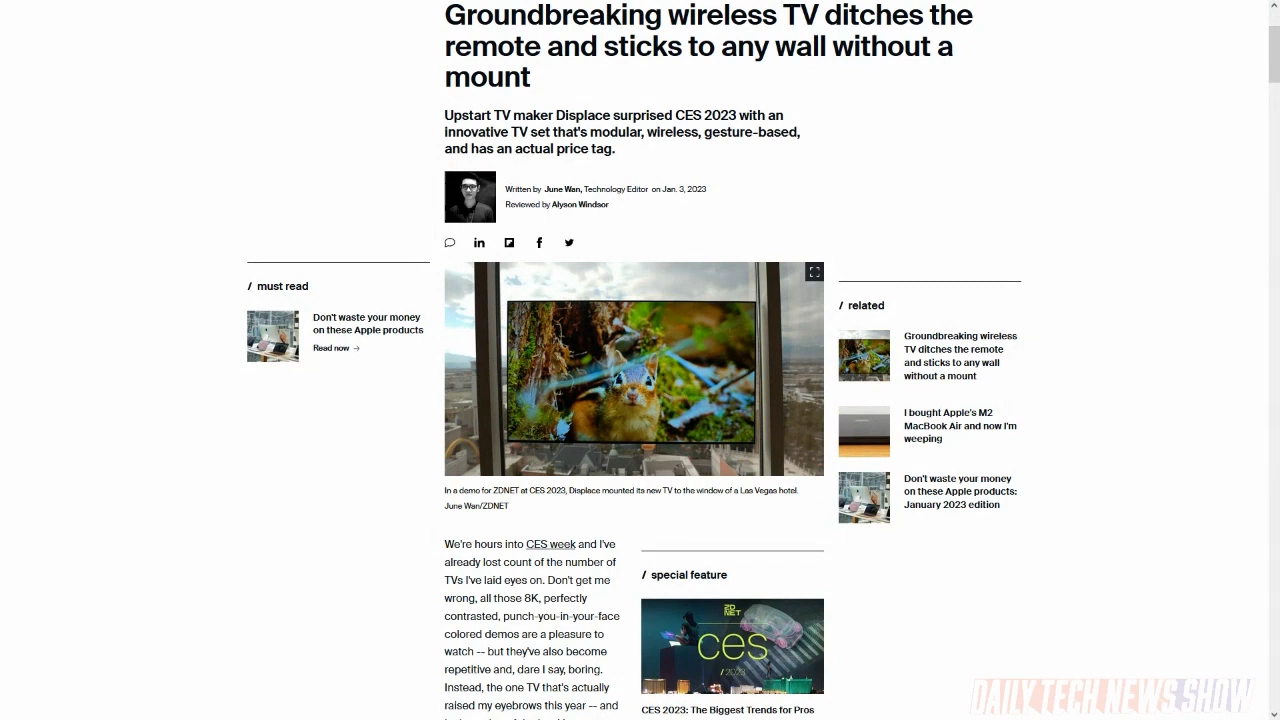 Groundbreaking wireless TV ditches the
remote and sticks to any wall without a
mount
Upstart TV maker Displace surprised CES 2023 with an
innovative TV set that's modular, wireless, gesture-based,
and has an actual price tag.
Written by June Wan, Technology Editor on Jan. 3, 2023
Reviewed by Alyson Windsor
/ must read
Don't waste your money
on these Apple products
Read now →
In a demo for ZDNET at CES 2023, Displace mounted its new TV to the window of a Las Vegas hotel.
June Wan/ZDNET
We're hours into CES week and I've
already lost count of the number of
TVs I've laid eyes on. Don't get me
wrong, all those 8K, perfectly
contrasted, punch-you-in-your-face
colored demos are a pleasure to
watch -- but they've also become
repetitive and, dare I say, boring.
Instead, the one TV that's actually
raised my eyebrows this year -- and
/ special feature
ZD
NET
ces
/ 2023
CES 2023: The Biggest Trends for Pros
/ related
Groundbreaking wireless
TV ditches the remote
and sticks to any wall
without a mount
I bought Apple's M2
MacBook Air and now I'm
weeping
Don't waste your money
on these Apple products:
January 2023 edition
DAILY TECH NEWS SHOW